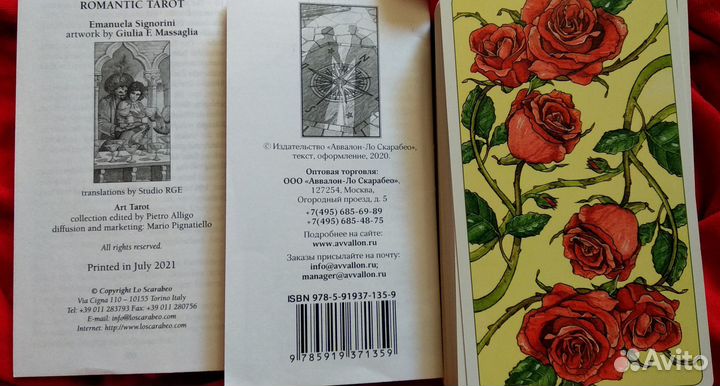 ROMANTIC TAROT
Emanuela Signorini
artwork by Giulia F. Massaglia
translations by Studio RGE
Art Tarot
collection edited by Pietro Alligo
diffusion and marketing: Mario Pignatiello
All rights reserved.
Printed in July 2021
© Copyright Lo Scarabeo
Via Cigna 110 – 10155 Torino Italy
Tel: +39 011 283793 Fax: +39 011 280756
E-mail: info@loscarabeo.com
Internet: http://www.loscarabeo.com
© Издательство «Аввалон-Ло Скарабео»,
текст, оформление, 2020.
Оптовая торговля:
ООО «Аввалон-Ло Скарабео»,
127254, Москва,
Огородный проезд, д. 5
+7(495) 685-69-89
+7(495) 685-48-75
Подробнее на сайте:
www.avvallon.ru
Заказы присылайте на почту:
info@avvallon.ru;
manager@avvallon.ru
ISBN 978-5-91937-135-9
9 785919 371359
Avito